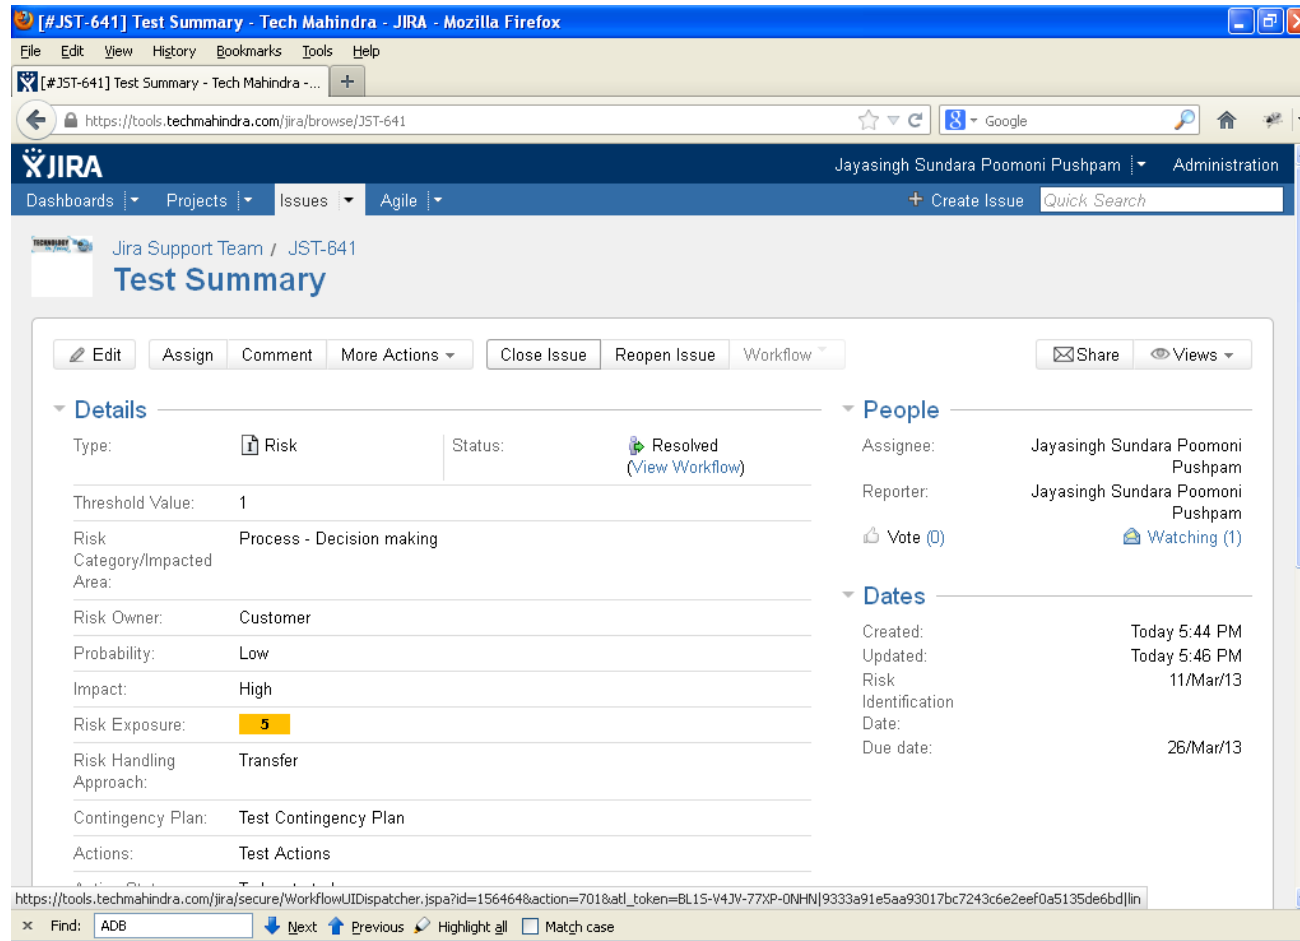 [#JST-641] Test Summary - Tech Mahindra - JIRA - Mozilla Firefox
File Edit View History Bookmarks Tools Help
[#JST-641] Test Summary - Tech Mahindra -... +
https://tools.techmahindra.com/jira/browse/JST-641 8 Google
JIRA Jayasingh Sundara Poomoni Pushpam Administration
Dashboards Projects Issues Agile + Create Issue Quick Search
TECHNOLOGY Jira Support Team / JST-641
Test Summary
Edit Assign Comment More Actions Close Issue Reopen Issue Workflow Share Views
Details
Type: Risk Status: Resolved
(View Workflow)
Threshold Value: 1
Risk Process - Decision making
Category/Impacted
Area:
Risk Owner: Customer
Probability: Low
Impact: High
Risk Exposure: 5
Risk Handling Transfer
Approach:
Contingency Plan: Test Contingency Plan
Actions: Test Actions
People
Assignee: Jayasingh Sundara Poomoni
Pushpam
Reporter: Jayasingh Sundara Poomoni
Pushpam
Vote (0) Watching (1)
Dates
Created: Today 5:44 PM
Updated: Today 5:46 PM
Risk 11/Mar/13
Identification
Date:
Due date: 26/Mar/13
https://tools.techmahindra.com/jira/secure/WorkflowUIDispatcher.jspa?id=156464&action=701&atl_token=BL1S-V4JV-77XP-0NHN|9333a91e5aa93017bc7243c6e2eef0a5135de6bd|lin
× Find: ADB Next Previous Highlight all Match case